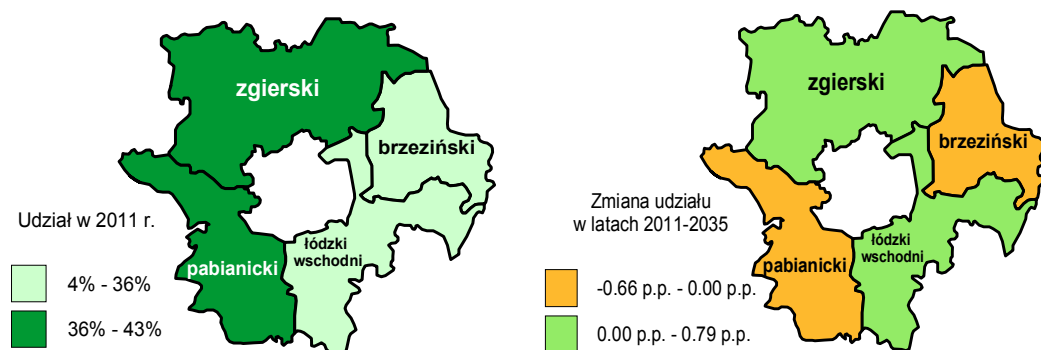 zgierski
brzeziński
Udział w 2011 r.
łódzki
wschodni
pabianicki
4% - 36%
36% - 43%
zgierski
brzeziński
Zmiana udziału
w latach 2011-2035
łódzki
wschodni
pabianicki
-0.66 p.p. - 0.00 p.p.
0.00 p.p. - 0.79 p.p.